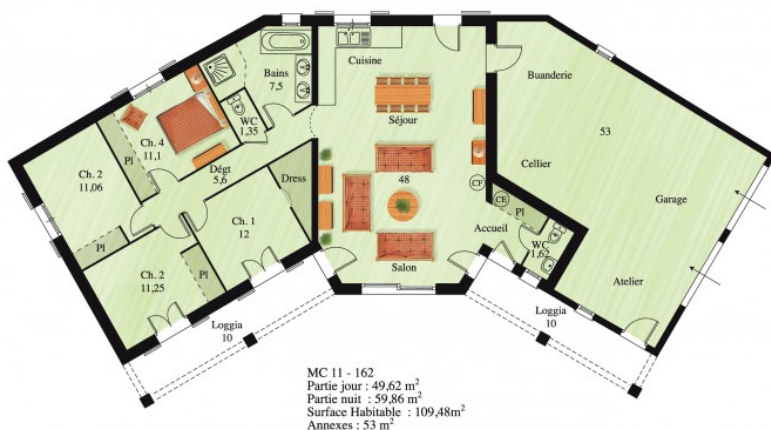 Cuisine
Bains
7,5
Buanderie
WC
1,35
Séjour
53
Ch. 4
11,1
Pl
Cellier
Ch. 2
11,06
Dégt
5,6
Dress
48
CF
CE
Pl
Garage
Ch. 1
12
Accueil
WC
1,62
Pl
Ch. 2
11,25
Pl
Salon
Atelier
Loggia
10
Loggia
10
MC 11 - 162
Partie jour : 49,62 m²
Partie nuit : 59,86 m²
Surface Habitable : 109,48m²
Annexes : 53 m²